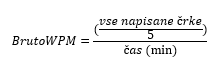 BrutoWPM = ((vse napisane črke / 5) / čas (min))